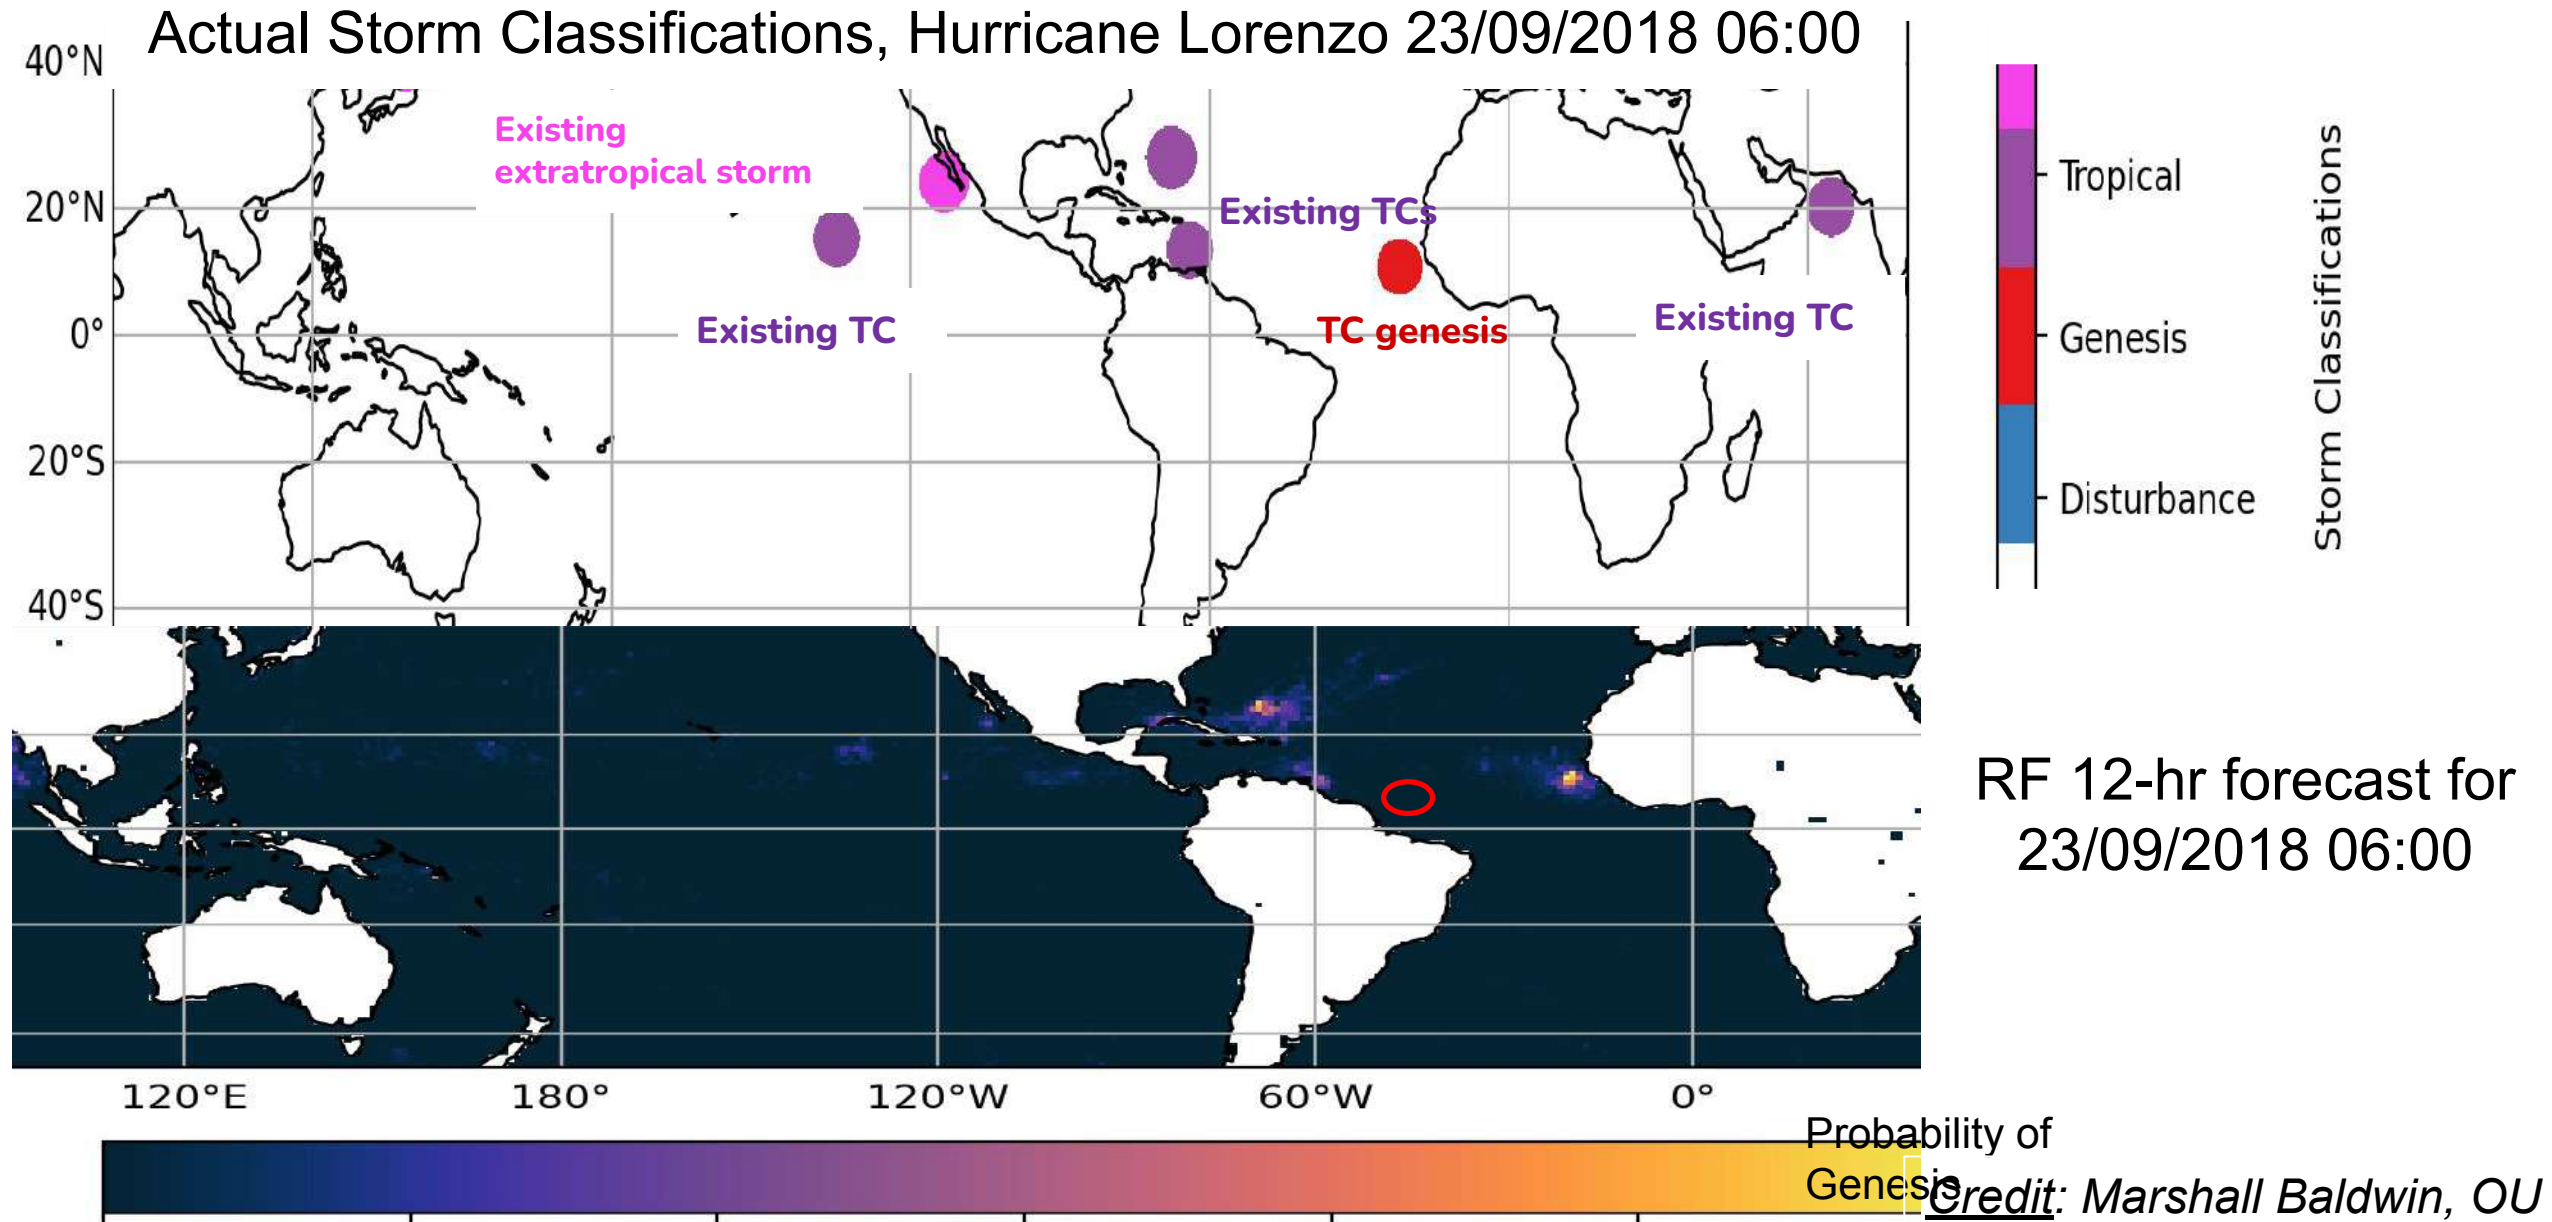 Actual Storm Classifications, Hurricane Lorenzo 23/09/2018 06:00
40°N
20°N
0°
20°S
40°S
Existing
extratropical storm
Existing TCs
Existing TC
TC genesis
Existing TC
Tropical
Genesis
Disturbance
Storm Classifications
RF 12-hr forecast for
23/09/2018 06:00
120°E
180°
120°W
60°W
0°
Probability of
Genesis
Credit: Marshall Baldwin, OU